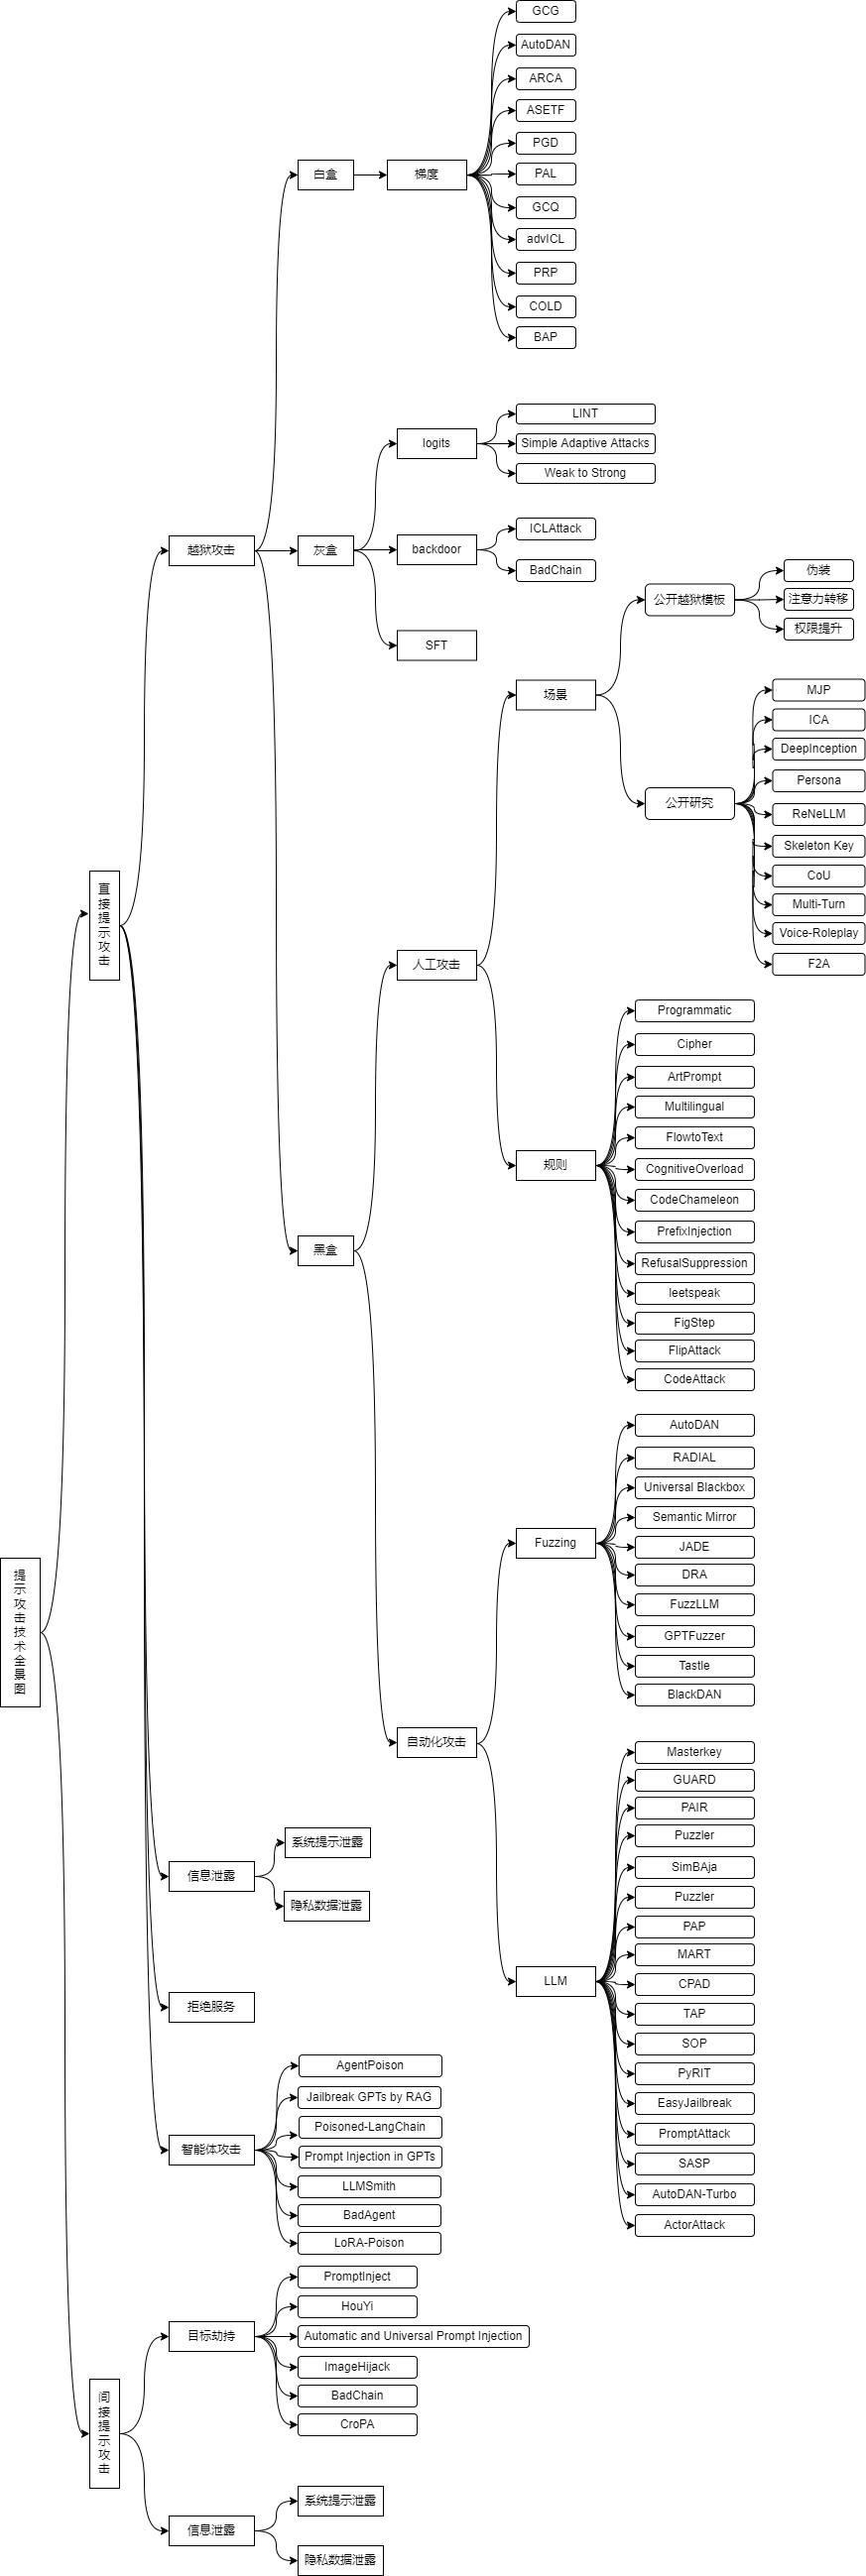 提示攻击技术全景图
直接提示攻击
越狱攻击
白盒
梯度
GCG
AutoDAN
ARCA
ASETF
PGD
PAL
GCQ
advICL
PRP
COLD
BAP
灰盒
logits
LINT
Simple Adaptive Attacks
Weak to Strong
backdoor
ICLAttack
BadChain
SFT
黑盒
人工攻击
场景
公开越狱模板
伪装
注意力转移
权限提升
公开研究
MJP
ICA
DeepInception
Persona
ReNeLLM
Skeleton Key
CoU
Multi-Turn
Voice-Roleplay
F2A
规则
Programmatic
Cipher
ArtPrompt
Multilingual
FlowtoText
CognitiveOverload
CodeChameleon
PrefixInjection
RefusalSuppression
leetspeak
FigStep
FlipAttack
CodeAttack
自动化攻击
Fuzzing
AutoDAN
RADIAL
Universal Blackbox
Semantic Mirror
JADE
DRA
FuzzLLM
GPTFuzzer
Tastle
BlackDAN
LLM
Masterkey
GUARD
PAIR
Puzzler
SimBAja
Puzzler
PAP
MART
CPAD
TAP
SOP
PyRIT
EasyJailbreak
PromptAttack
SASP
AutoDAN-Turbo
ActorAttack
信息泄露
系统提示泄露
隐私数据泄露
拒绝服务
智能体攻击
AgentPoison
Jailbreak GPTs by RAG
Poisoned-LangChain
Prompt Injection in GPTs
LLMSmith
BadAgent
LoRA-Poison
间接提示攻击
目标劫持
PromptInject
HouYi
Automatic and Universal Prompt Injection
ImageHijack
BadChain
CroPA
信息泄露
系统提示泄露
隐私数据泄露